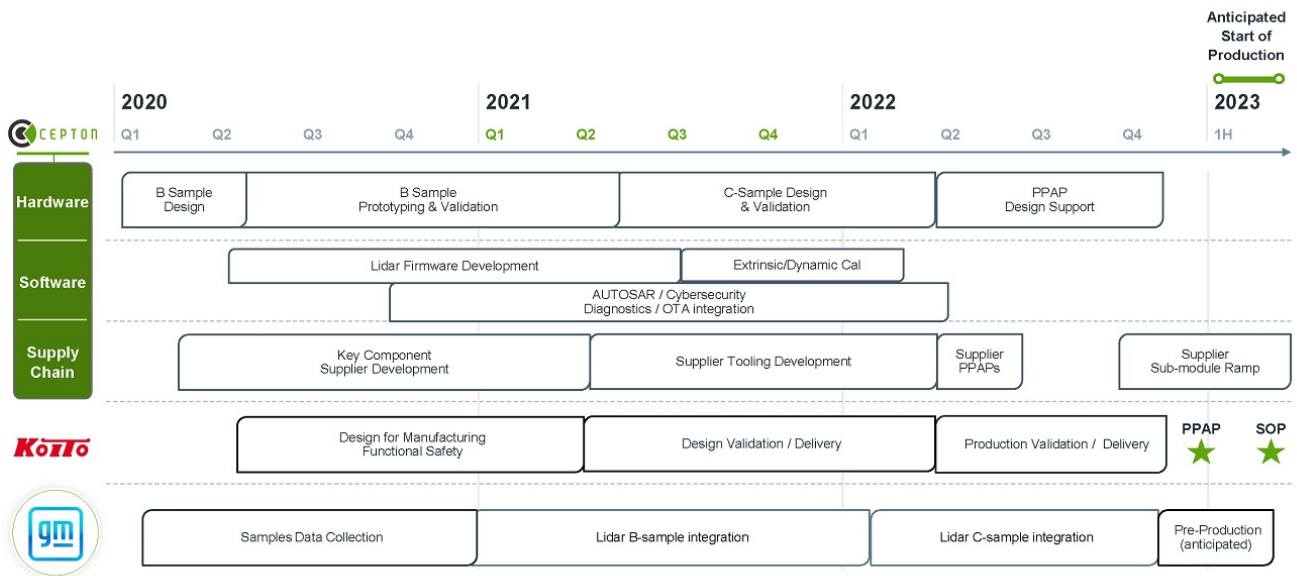 Anticipated
Start of
Production
2020 2021 2022 2023
CEPTON Q1 Q2 Q3 Q4 Q1 Q2 Q3 Q4 Q1 Q2 Q3 Q4 1H
Hardware
B Sample
Design
B Sample
Prototyping & Validation
C-Sample Design
& Validation
PPAP
Design Support
Software
Lidar Firmware Development
Extrinsic/Dynamic Cal
AUTOSAR / Cybersecurity
Diagnostics / OTA integration
Supply
Chain
Key Component
Supplier Development
Supplier Tooling Development
Supplier
PPAPs
Supplier
Sub-module Ramp
KOITO
Design for Manufacturing
Functional Safety
Design Validation / Delivery
Production Validation / Delivery
PPAP
SOP
gm
Samples Data Collection
Lidar B-sample integration
Lidar C-sample integration
Pre-Production
(anticipated)